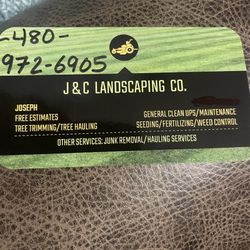 -480-
972-6905
J & C LANDSCAPING CO.
JOSEPH
FREE ESTIMATES
TREE TRIMMING/TREE HAULING
GENERAL CLEAN UPS/MAINTENANCE
SEEDING/FERTILIZING/WEED CONTROL
OTHER SERVICES: JUNK REMOVAL/HAULING SERVICES